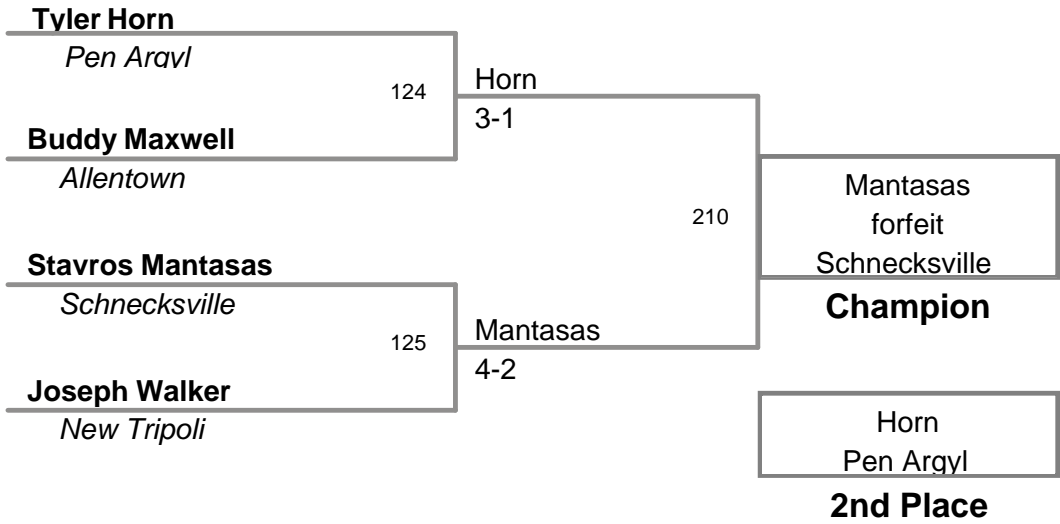 Tyler Horn
Pen Argyl
124
Horn
3-1
Buddy Maxwell
Allentown
Mantasas
forfeit
Schnecksville
Champion
210
Stavros Mantasas
Schnecksville
125
Mantasas
4-2
Joseph Walker
New Tripoli
Horn
Pen Argyl
2nd Place